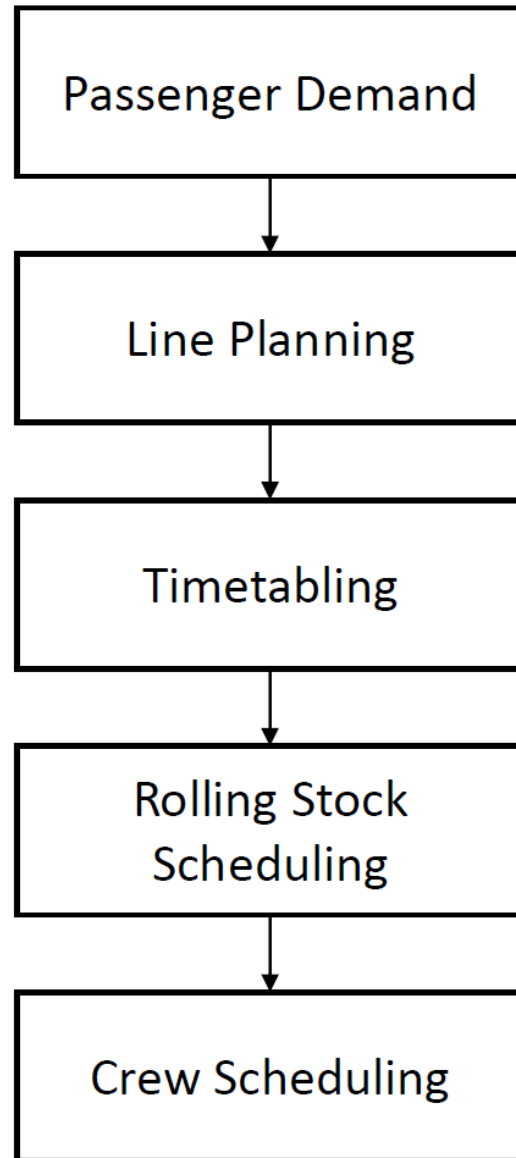 Passenger Demand
Line Planning
Timetabling
Rolling Stock
Scheduling
Crew Scheduling